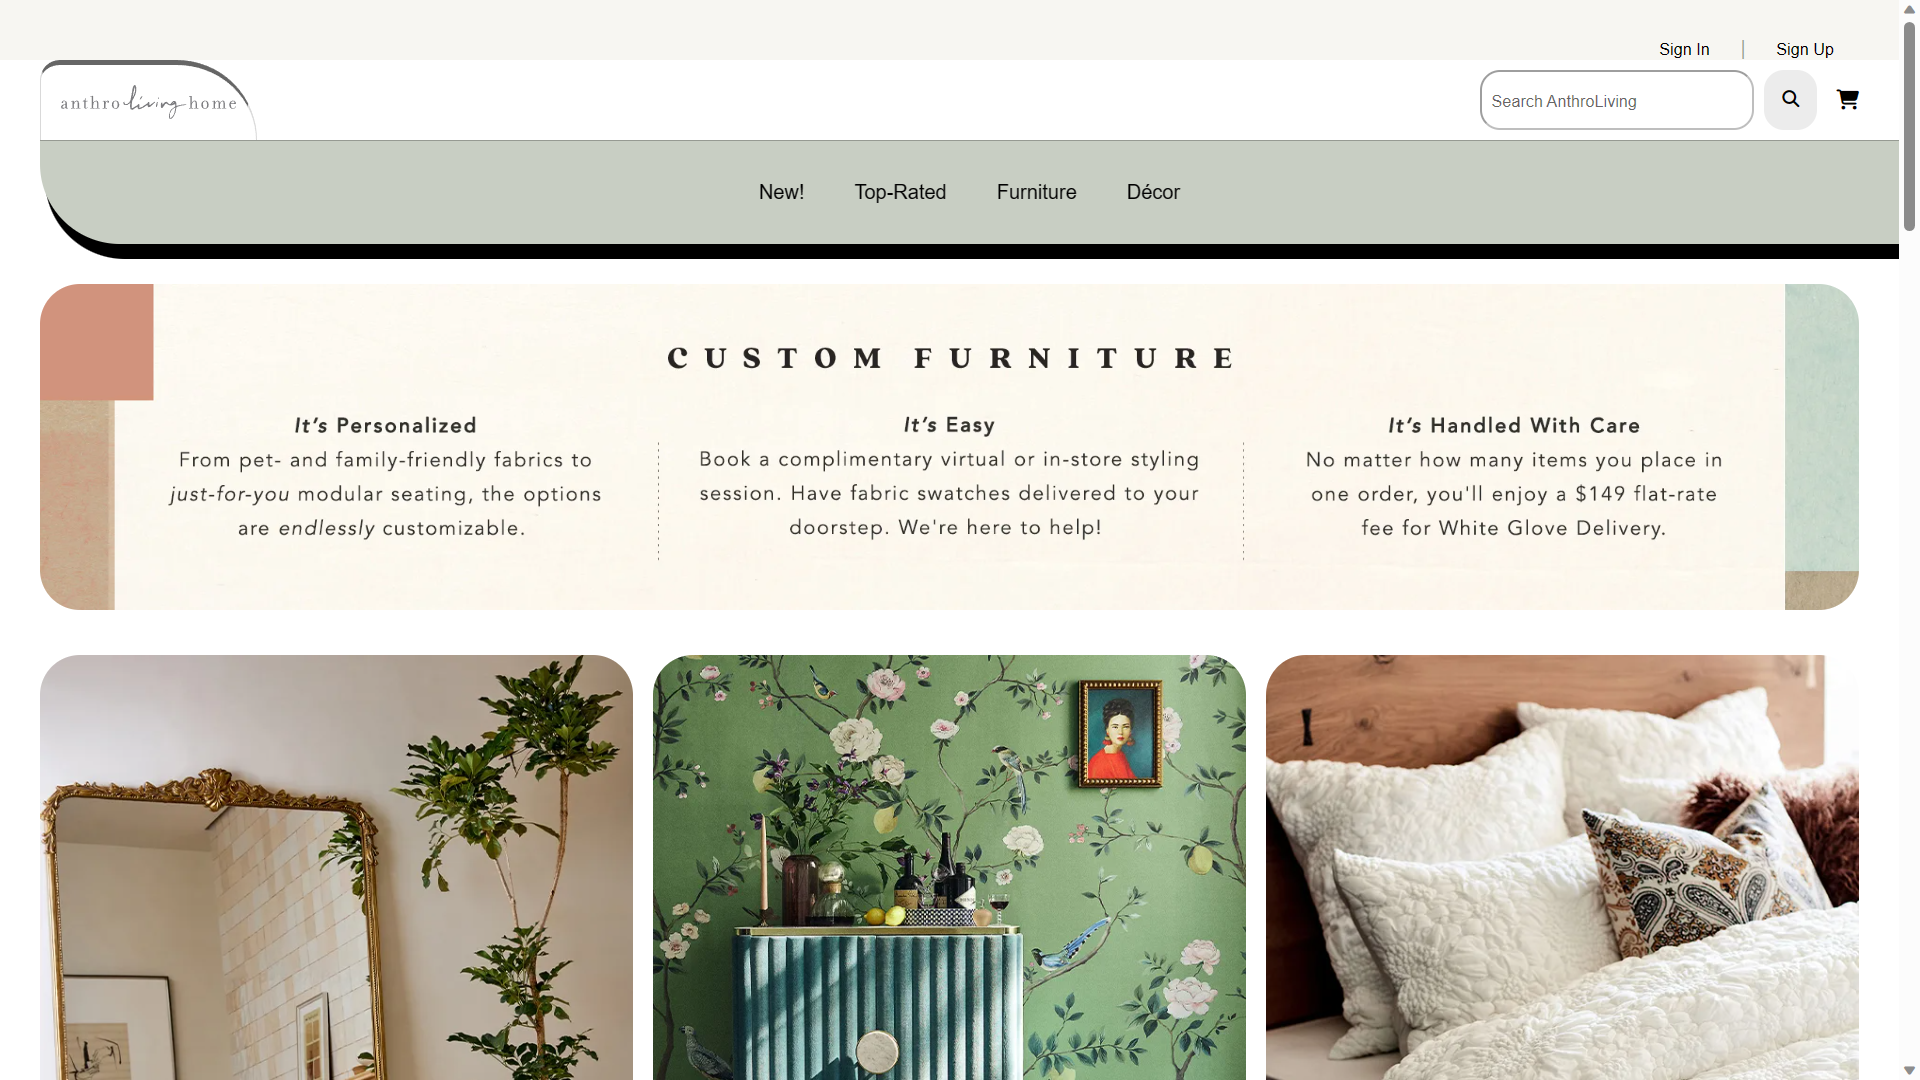 Sign In | Sign Up
anthro living home
Search AnthroLiving
New! Top-Rated Furniture Décor
CUSTOM FURNITURE
It's Personalized
From pet- and family-friendly fabrics to
just-for-you modular seating, the options
are endlessly customizable.
It's Easy
Book a complimentary virtual or in-store styling
session. Have fabric swatches delivered to your
doorstep. We're here to help!
It's Handled With Care
No matter how many items you place in
one order, you'll enjoy a $149 flat-rate
fee for White Glove Delivery.